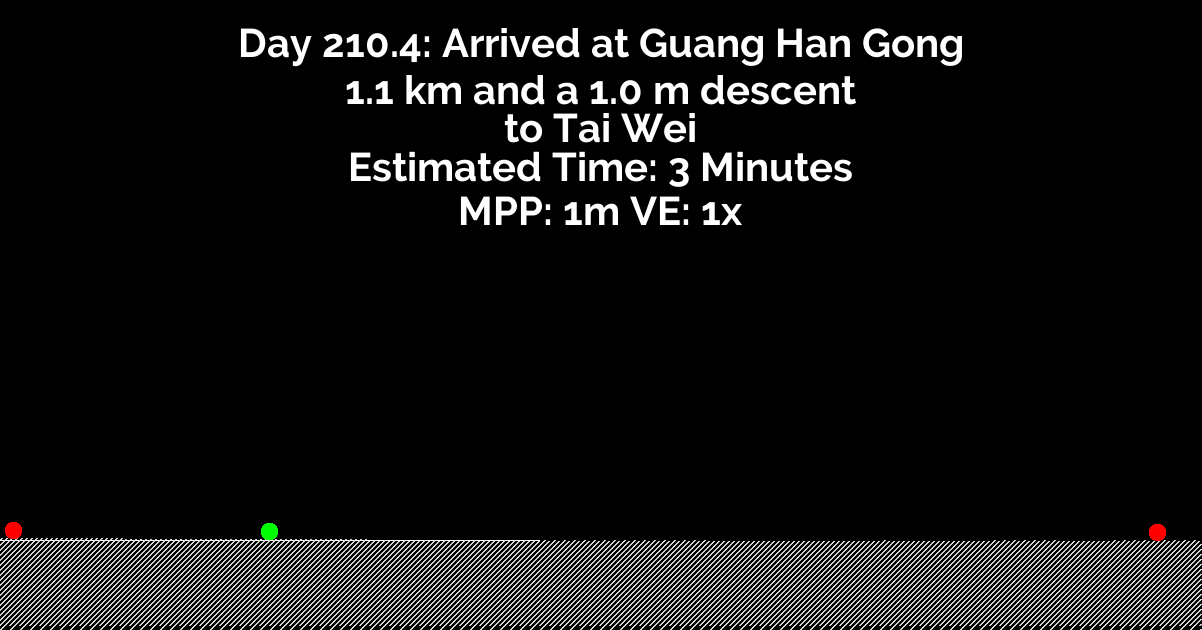 Day 210.4: Arrived at Guang Han Gong
1.1 km and a 1.0 m descent
to Tai Wei
Estimated Time: 3 Minutes
MPP: 1m VE: 1x